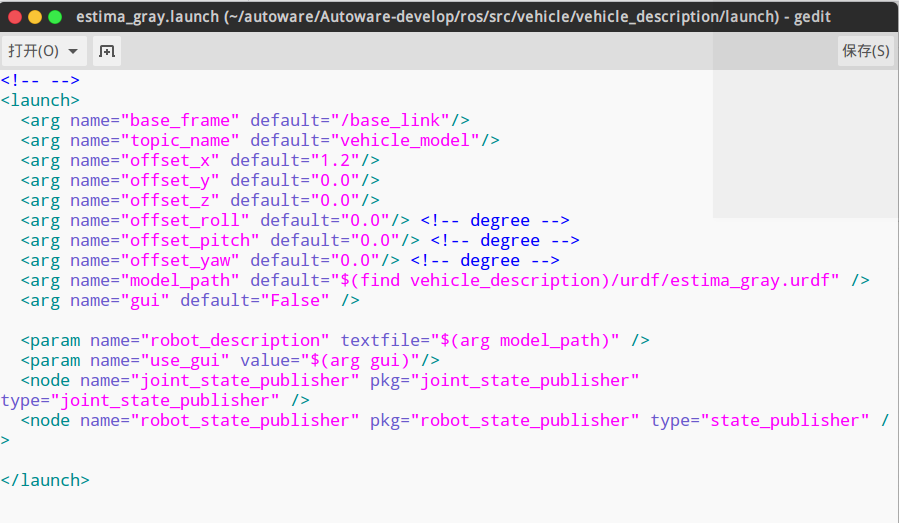 estima_gray.launch (~/autoware/Autoware-develop/ros/src/vehicle/vehicle_description/launch) - gedit
打开(O) 保存(S)
<!-- -->
<launch>
  <arg name="base_frame" default="/base_link"/>
  <arg name="topic_name" default="vehicle_model"/>
  <arg name="offset_x" default="1.2"/>
  <arg name="offset_y" default="0.0"/>
  <arg name="offset_z" default="0.0"/>
  <arg name="offset_roll" default="0.0"/> <!-- degree -->
  <arg name="offset_pitch" default="0.0"/> <!-- degree -->
  <arg name="offset_yaw" default="0.0"/> <!-- degree -->
  <arg name="model_path" default="$(find vehicle_description)/urdf/estima_gray.urdf" />
  <arg name="gui" default="False" />
  <param name="robot_description" textfile="$(arg model_path)" />
  <param name="use_gui" value="$(arg gui)"/>
  <node name="joint_state_publisher" pkg="joint_state_publisher"
type="joint_state_publisher" />
  <node name="robot_state_publisher" pkg="robot_state_publisher" type="state_publisher" /
>
</launch>